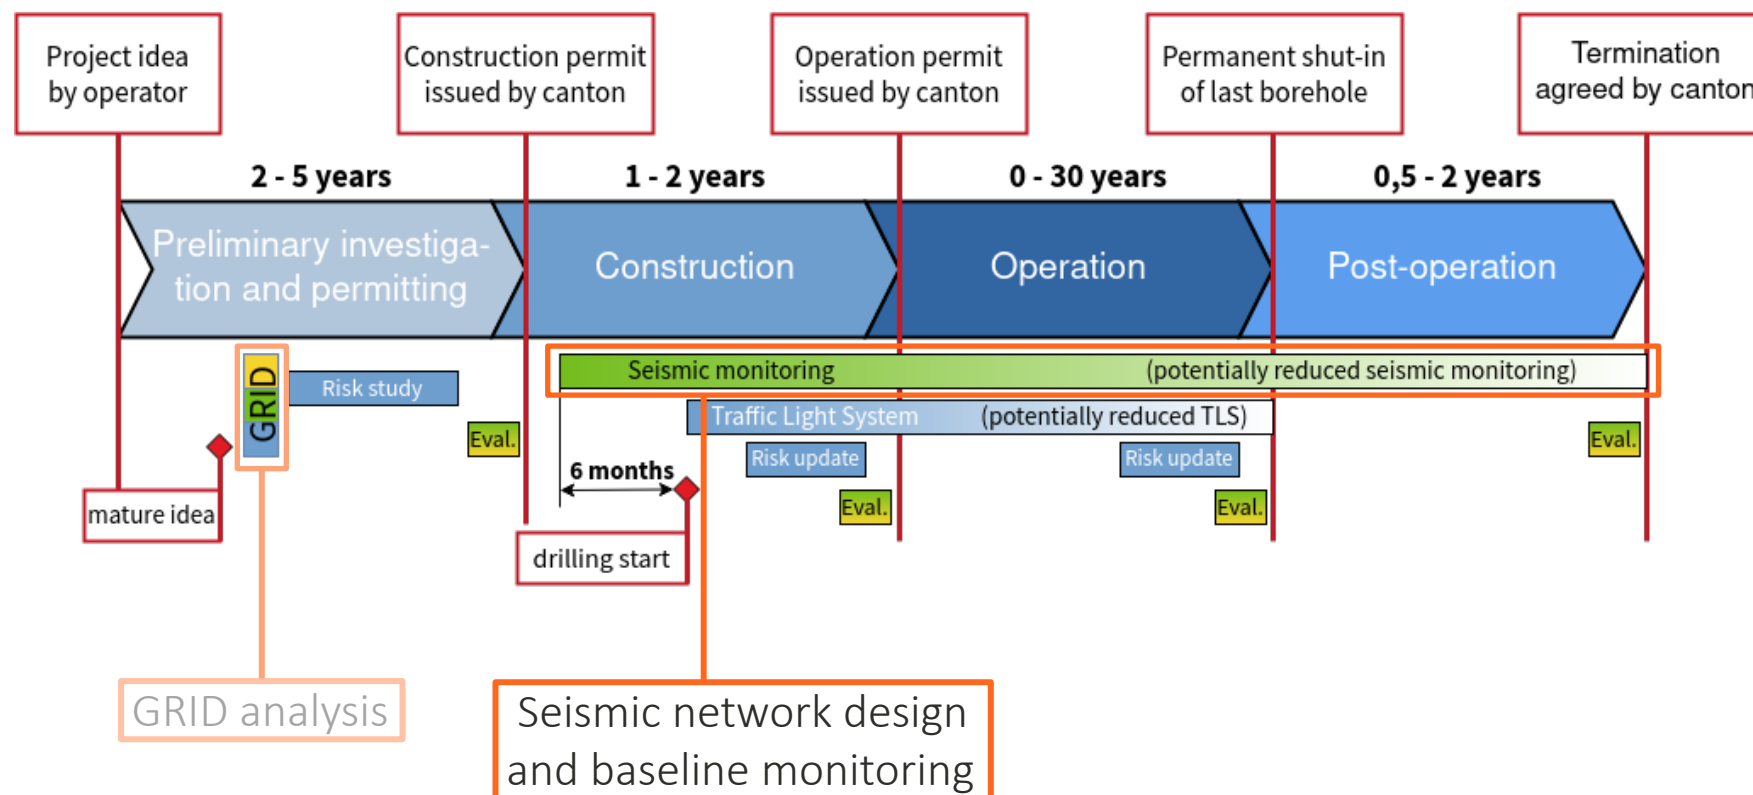 Project idea
by operator
Construction permit
issued by canton
Operation permit
issued by canton
Permanent shut-in
of last borehole
Termination
agreed by canton
2 - 5 years
1 - 2 years
0 - 30 years
0,5 - 2 years
Preliminary investiga-
tion and permitting
Construction
Operation
Post-operation
GRID
Risk study
Eval.
Seismic monitoring
(potentially reduced seismic monitoring)
Traffic Light System
(potentially reduced TLS)
Risk update
Risk update
Eval.
6 months
Eval.
Eval.
mature idea
drilling start
GRID analysis
Seismic network design
and baseline monitoring